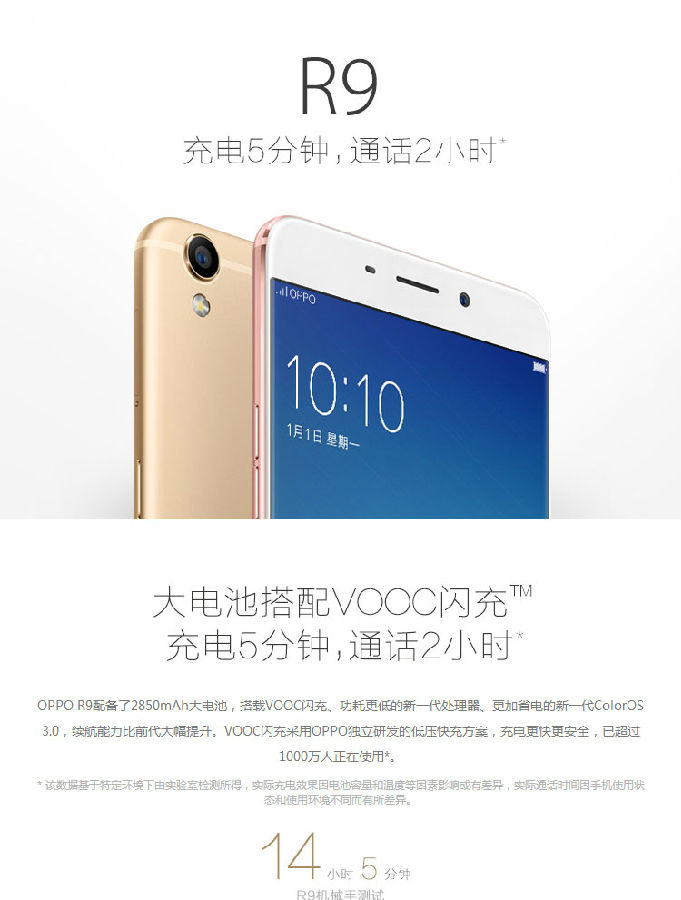 R9
充电5分钟,通话2小时*
OPPO
10:10
1月1日 星期一
大电池搭配VOOC闪充™
充电5分钟,通话2小时*
OPPO R9配备了2850mAh大电池，搭载VOOC闪充、功耗更低的新一代处理器、更加省电的新一代ColorOS
3.0，续航能力比前代大幅提升。VOOC闪充采用OPPO独立研发的低压快充方案，充电更快更安全，已超过
1000万人正在使用*。
* 该数据基于特定环境下由实验室检测所得，实际充电效果因电池容量和温度等因素影响或有差异，实际通话时间因手机使用状
态和使用环境不同而有所差异。
14小时5分钟
R9机械手测试